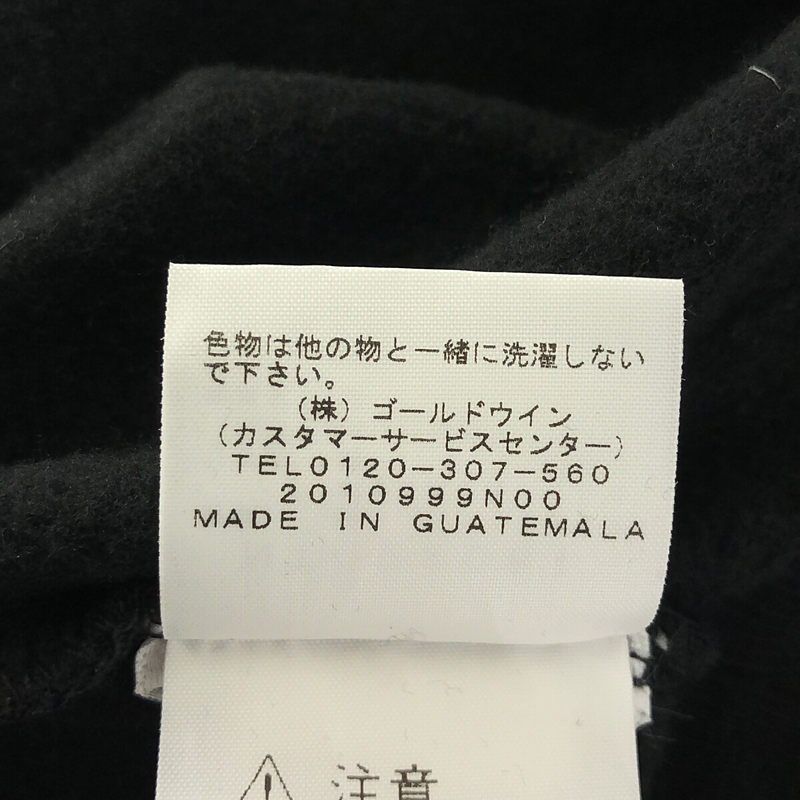 色物は他の物と一緒に洗濯しない
で下さい。
(株) ゴールドウイン
(カスタマーサービスセンター)
TEL0120-307-560
2010999N00
MADE IN GUATEMALA
注意